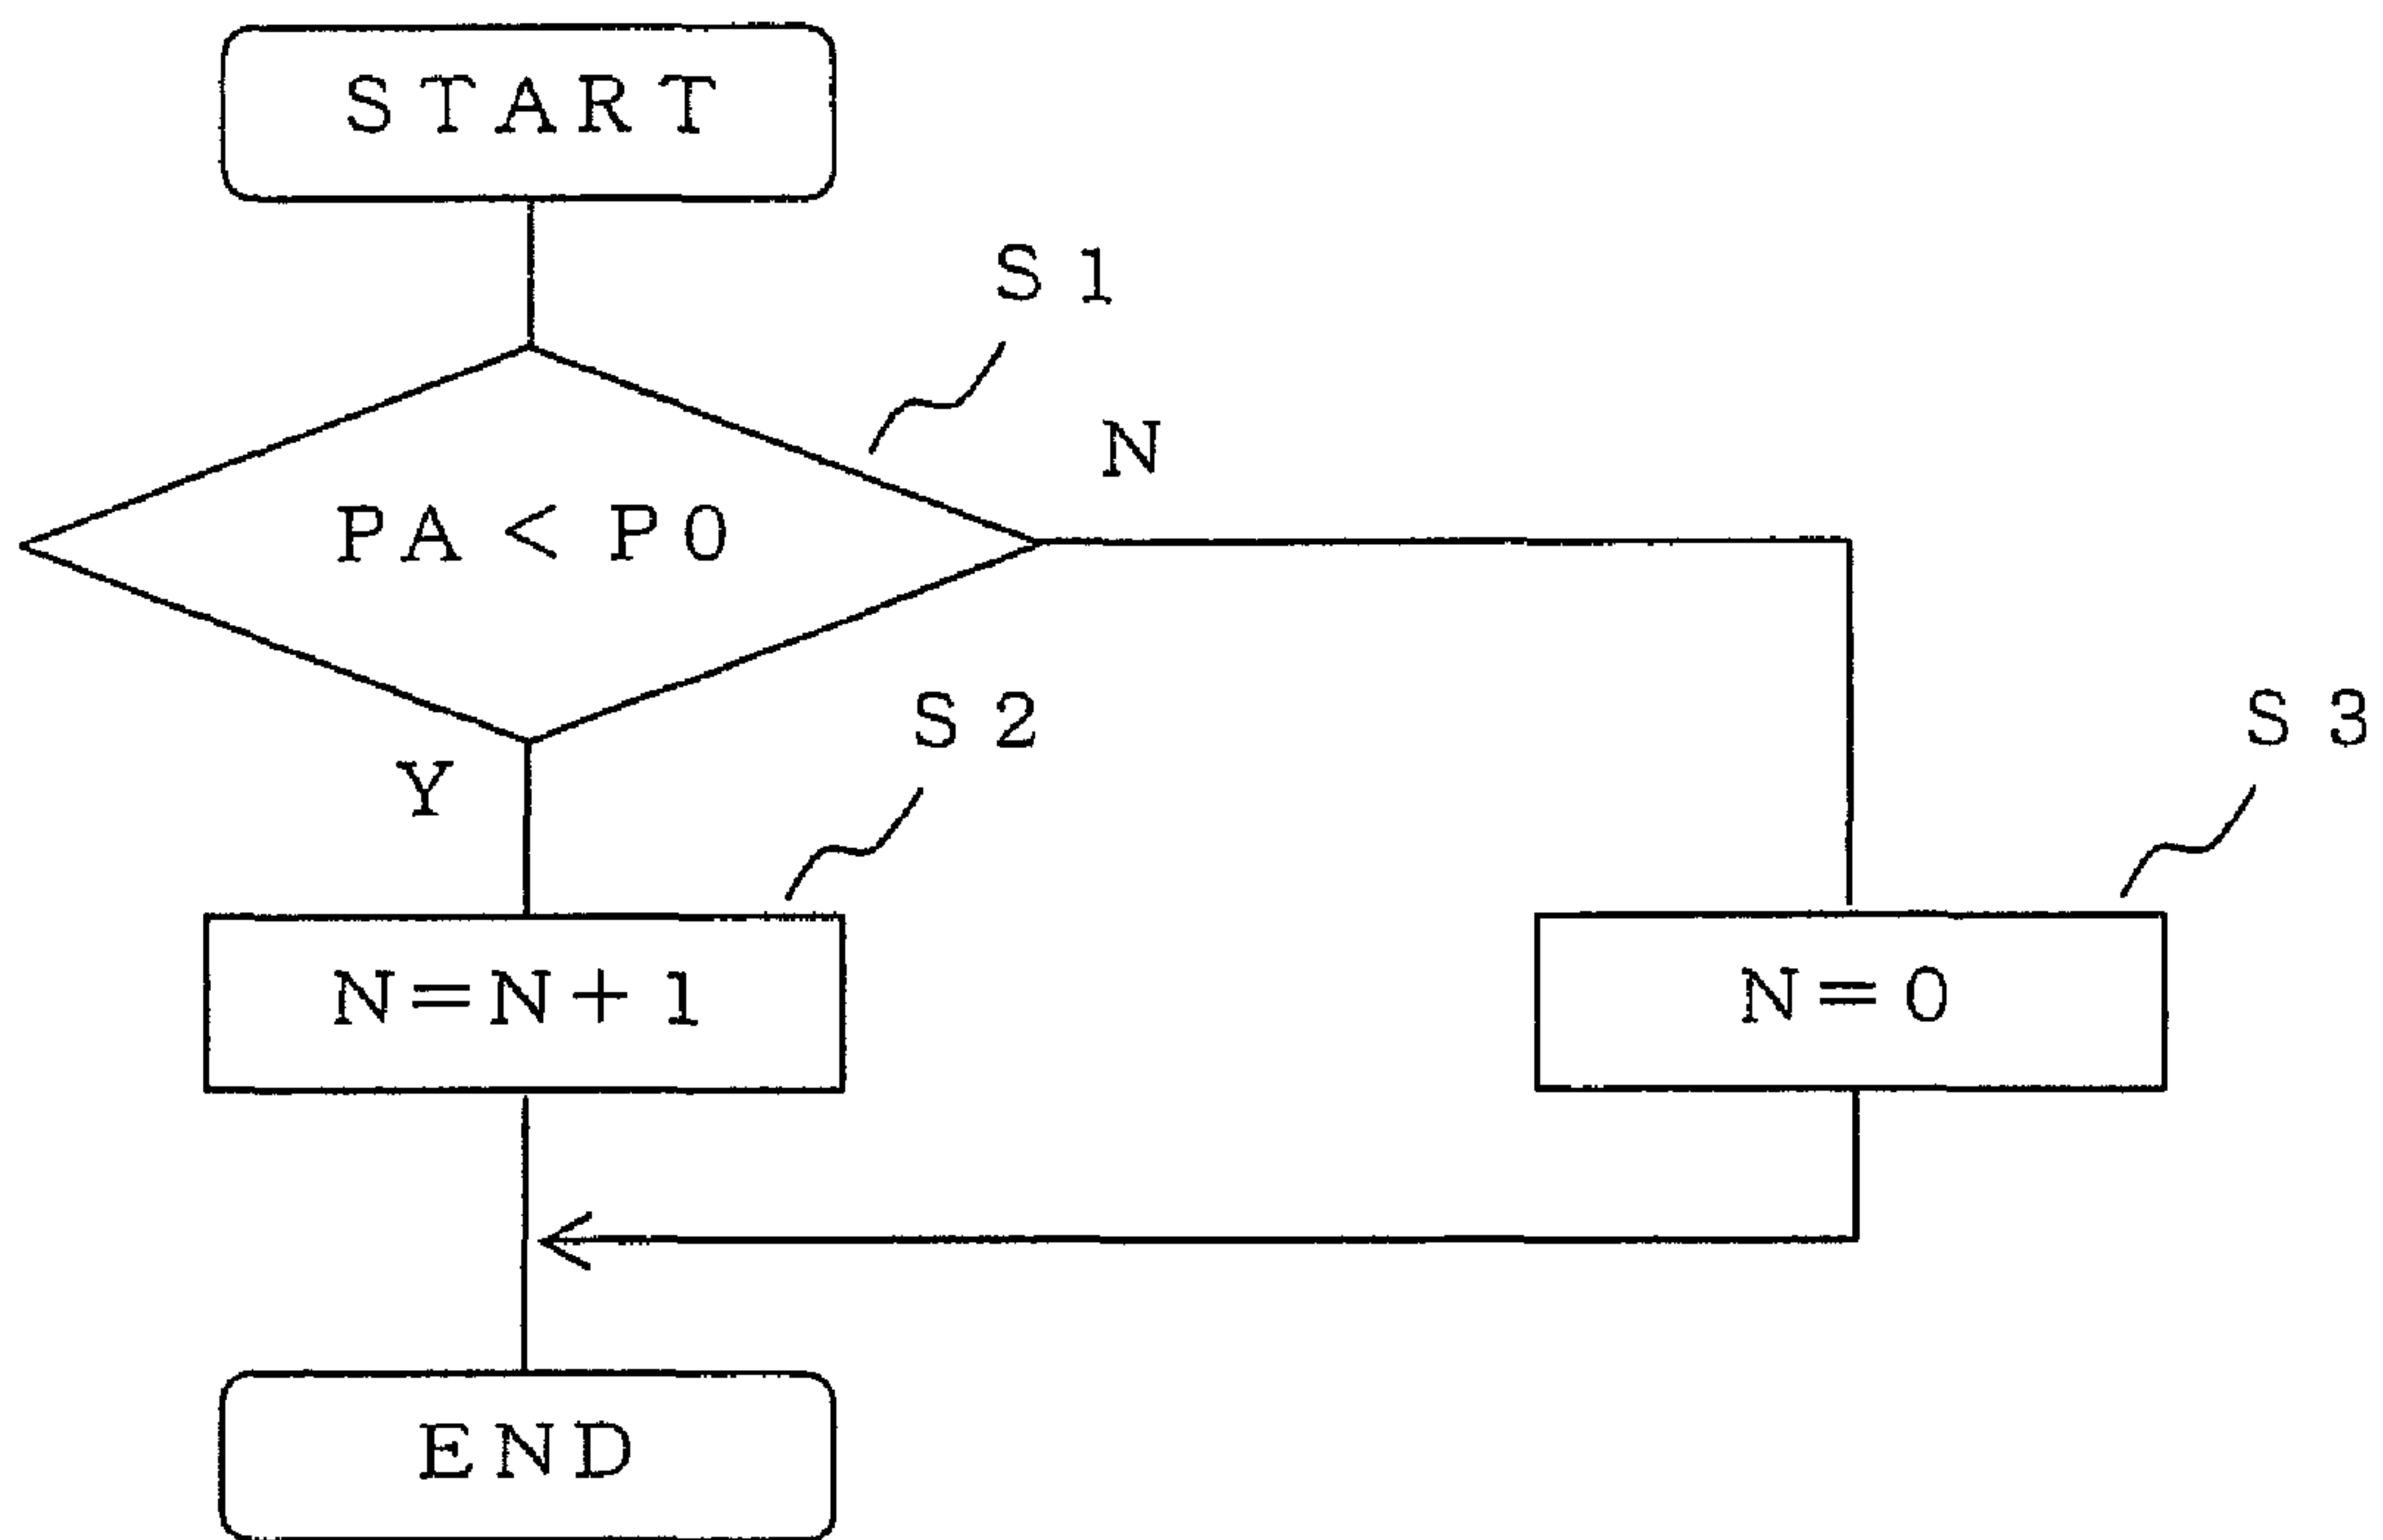 START
S1
N
PA < P0
Y
S2
S3
N=N+1
N=0
END